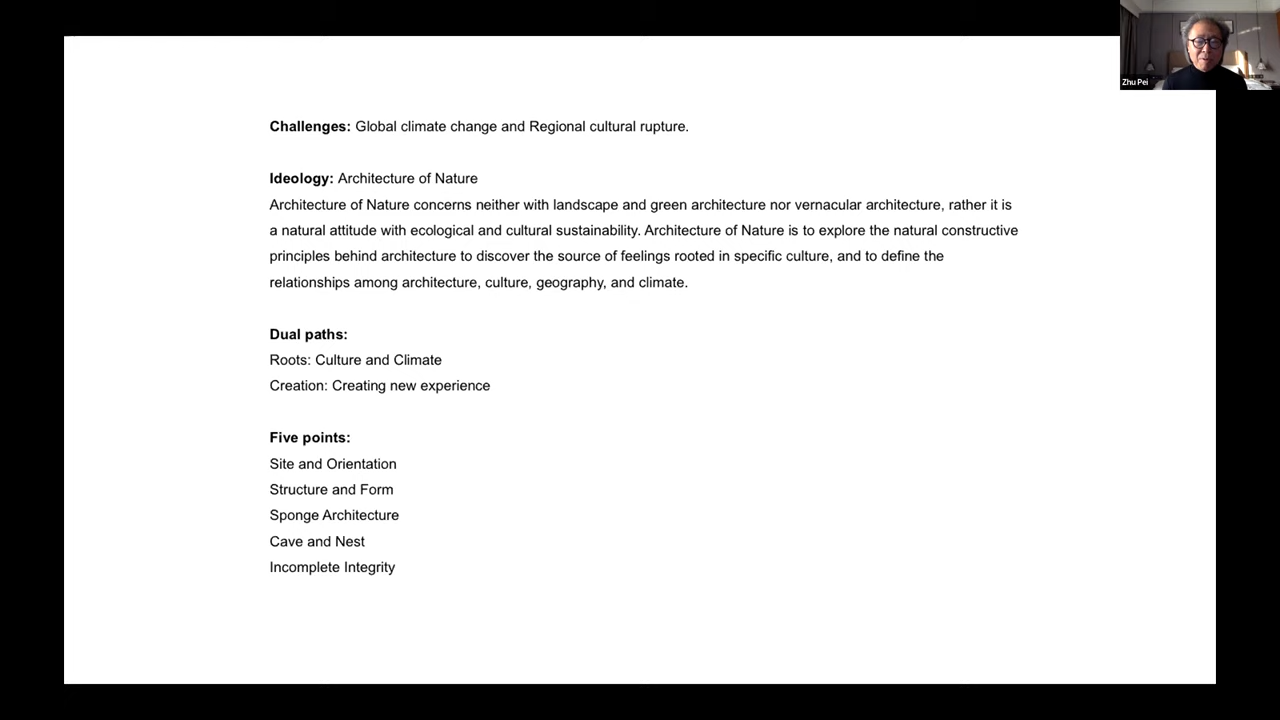 Zhu Pei
Challenges: Global climate change and Regional cultural rupture.
Ideology: Architecture of Nature
Architecture of Nature concerns neither with landscape and green architecture nor vernacular architecture, rather it is
a natural attitude with ecological and cultural sustainability. Architecture of Nature is to explore the natural constructive
principles behind architecture to discover the source of feelings rooted in specific culture, and to define the
relationships among architecture, culture, geography, and climate.
Dual paths:
Roots: Culture and Climate
Creation: Creating new experience
Five points:
Site and Orientation
Structure and Form
Sponge Architecture
Cave and Nest
Incomplete Integrity